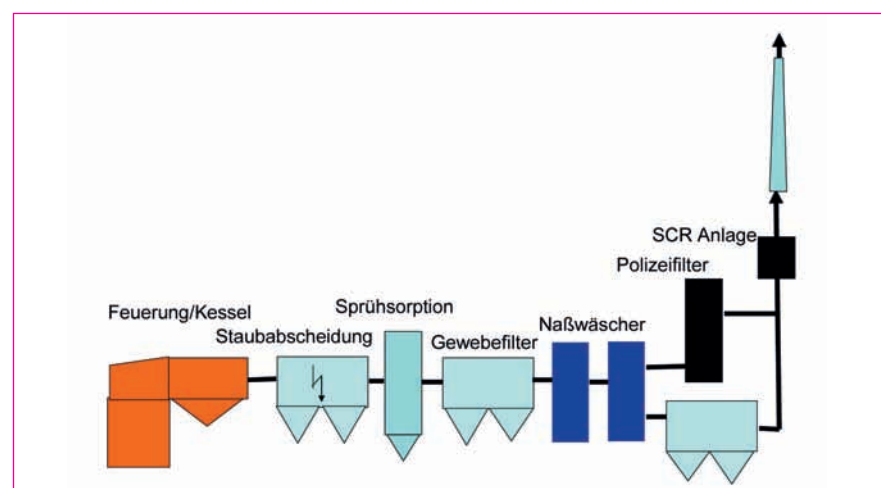 Feuerung/Kessel
Staubabscheidung
Sprühsorption
Gewebefilter
Naßwäscher
Polizeifilter
SCR Anlage